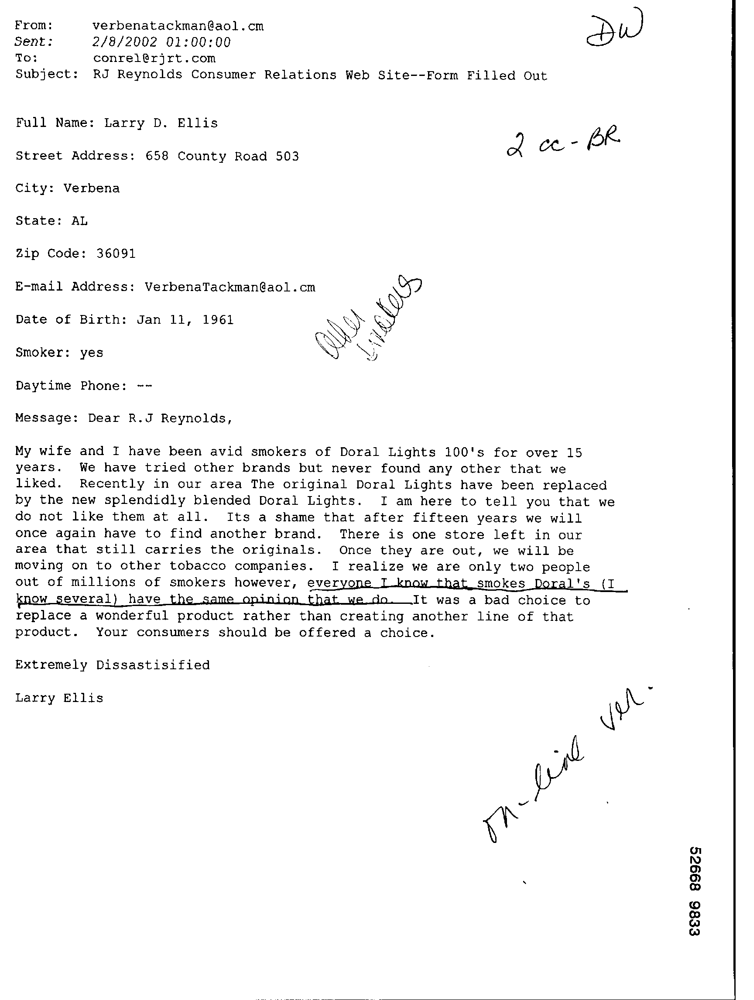 From: verbenatackman@aol.cm
Sent: 2/8/2002 01:00:00
To: conrel@rjrt.com
Subject: RJ Reynolds Consumer Relations Web Site--Form Filled Out
DW
Full Name: Larry D. Ellis
2 cc - BR
Street Address: 658 County Road 503
City: Verbena
State: AL
Zip Code: 36091
E-mail Address: VerbenaTackman@aol.cm
Date of Birth: Jan 11, 1961
other
smokers
Smoker: yes
Daytime Phone: --
Message: Dear R.J Reynolds,
My wife and I have been avid smokers of Doral Lights 100's for over 15
years. We have tried other brands but never found any other that we
liked. Recently in our area The original Doral Lights have been replaced
by the new splendidly blended Doral Lights. I am here to tell you that we
do not like them at all. Its a shame that after fifteen years we will
once again have to find another brand. There is one store left in our
area that still carries the originals. Once they are out, we will be
moving on to other tobacco companies. I realize we are only two people
out of millions of smokers however, everyone I know that smokes Doral's (I
know several) have the same opinion that we do. It was a bad choice to
replace a wonderful product rather than creating another line of that
product. Your consumers should be offered a choice.
Extremely Dissastisified
Larry Ellis
on-line ver.
52668 9833